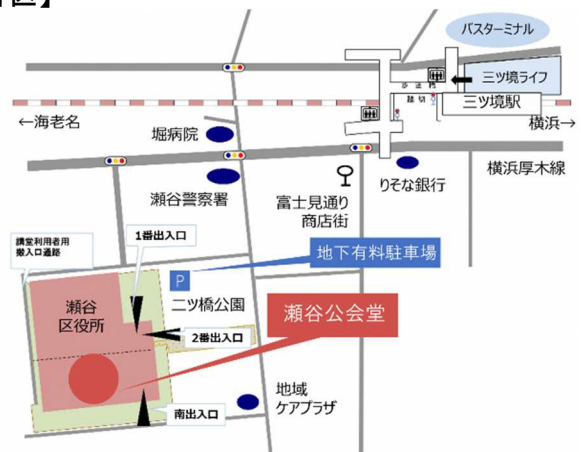 図】
バスターミナル
三ツ境ライフ
歩道橋
踏切
三ツ境駅
←海老名
横浜→
堀病院
横浜厚木線
りそな銀行
瀬谷警察署
富士見通り
商店街
講堂利用者用
搬入口通路
1番出入口
地下有料駐車場
P
二ツ橋公園
瀬谷
区役所
瀬谷公会堂
2番出入口
地域
ケアプラザ
南出入口